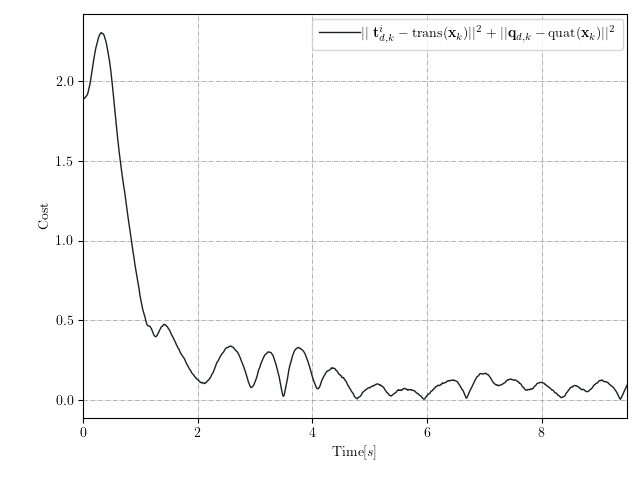 || t^i_{d,k} − trans(x_k)||^2 + ||q_{d,k} − quat(x_k)||^2
2.0
1.5
Cost
1.0
0.5
0.0
0 2 4 6 8
Time[s]